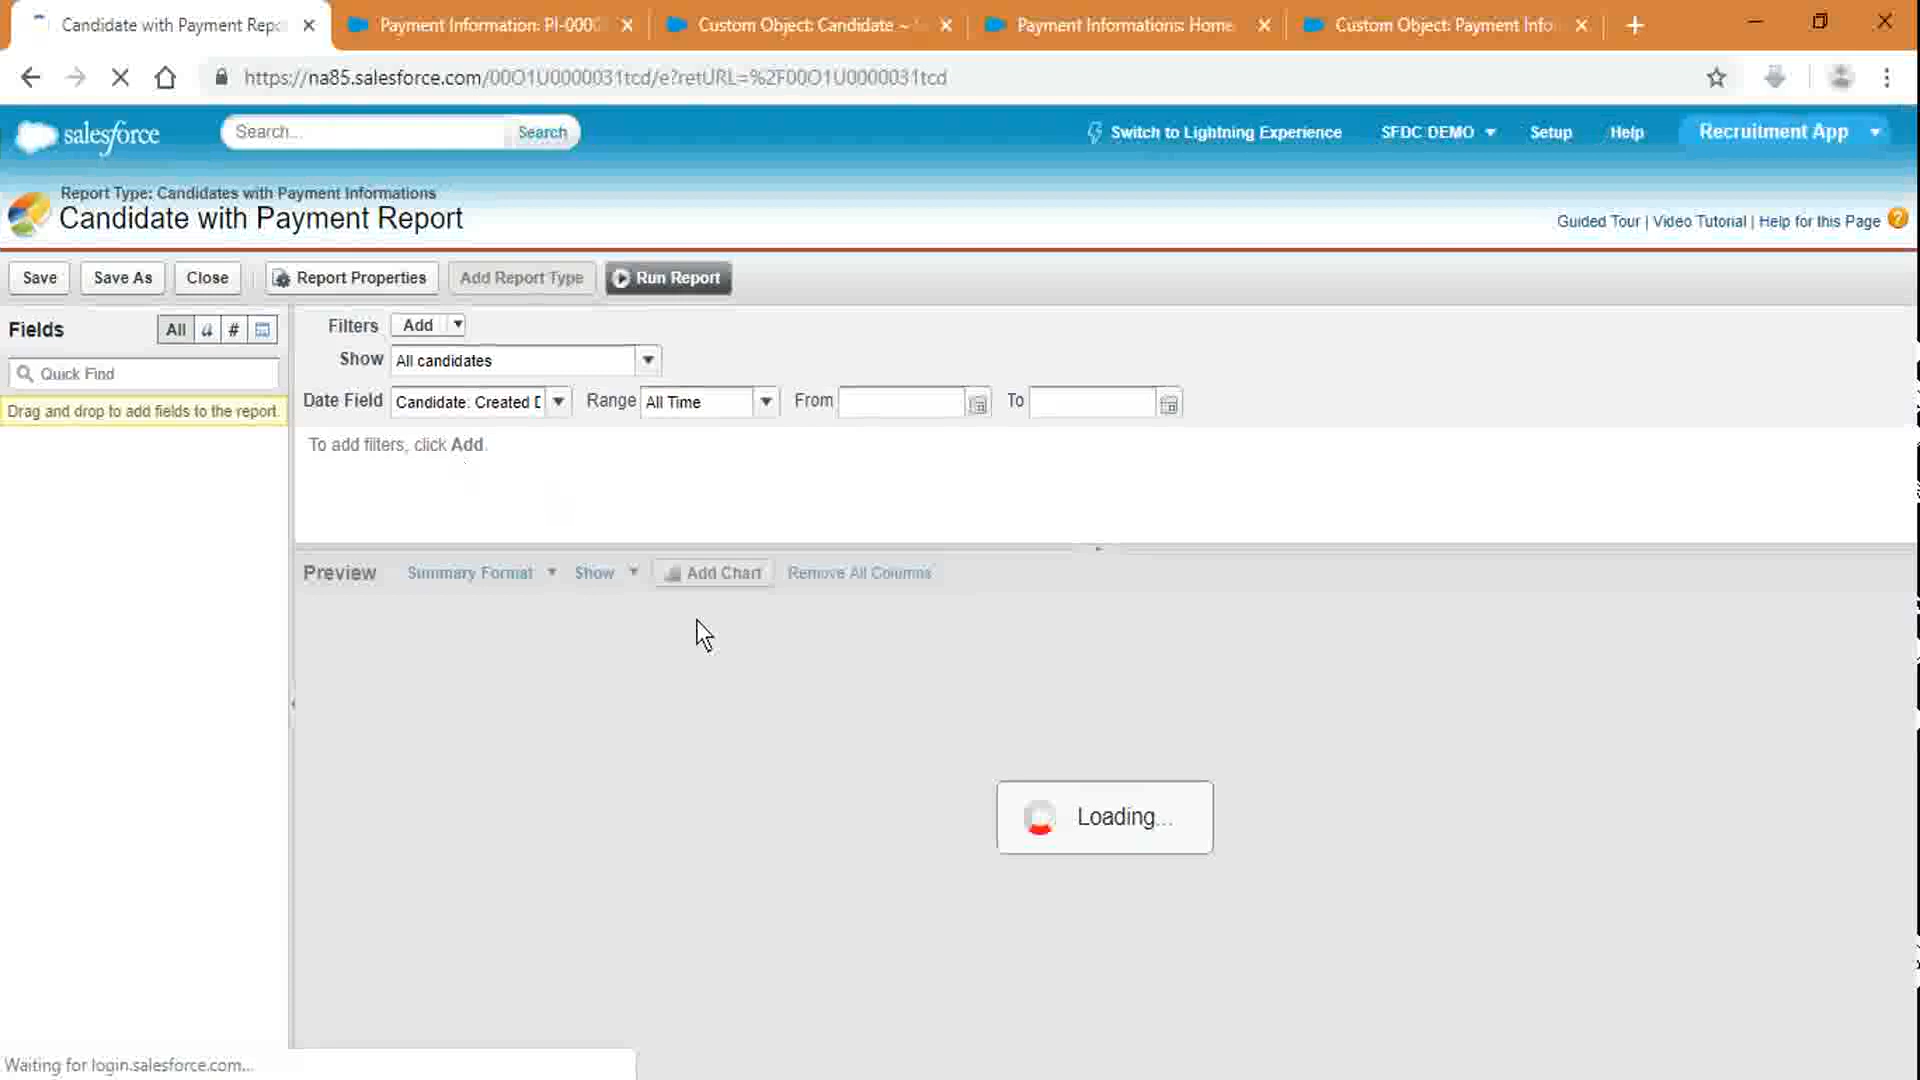 Candidate with Payment Repo
Payment Information: PI-000
Custom Object: Candidate ~
Payment Informations: Home
Custom Object: Payment Info
https://na85.salesforce.com/00O1U0000031tcd/e?retURL=%2F00O1U0000031tcd
salesforce
Search...
Search
Switch to Lightning Experience
SFDC DEMO
Setup
Help
Recruitment App
Report Type: Candidates with Payment Informations
Candidate with Payment Report
Guided Tour | Video Tutorial | Help for this Page
Save
Save As
Close
Report Properties
Add Report Type
Run Report
Fields
All
a
#
Quick Find
Drag and drop to add fields to the report.
Filters
Add
Show
All candidates
Date Field
Candidate: Created D
Range
All Time
From
To
To add filters, click Add.
Preview
Summary Format
Show
Add Chart
Remove All Columns
Loading...
Waiting for login.salesforce.com...